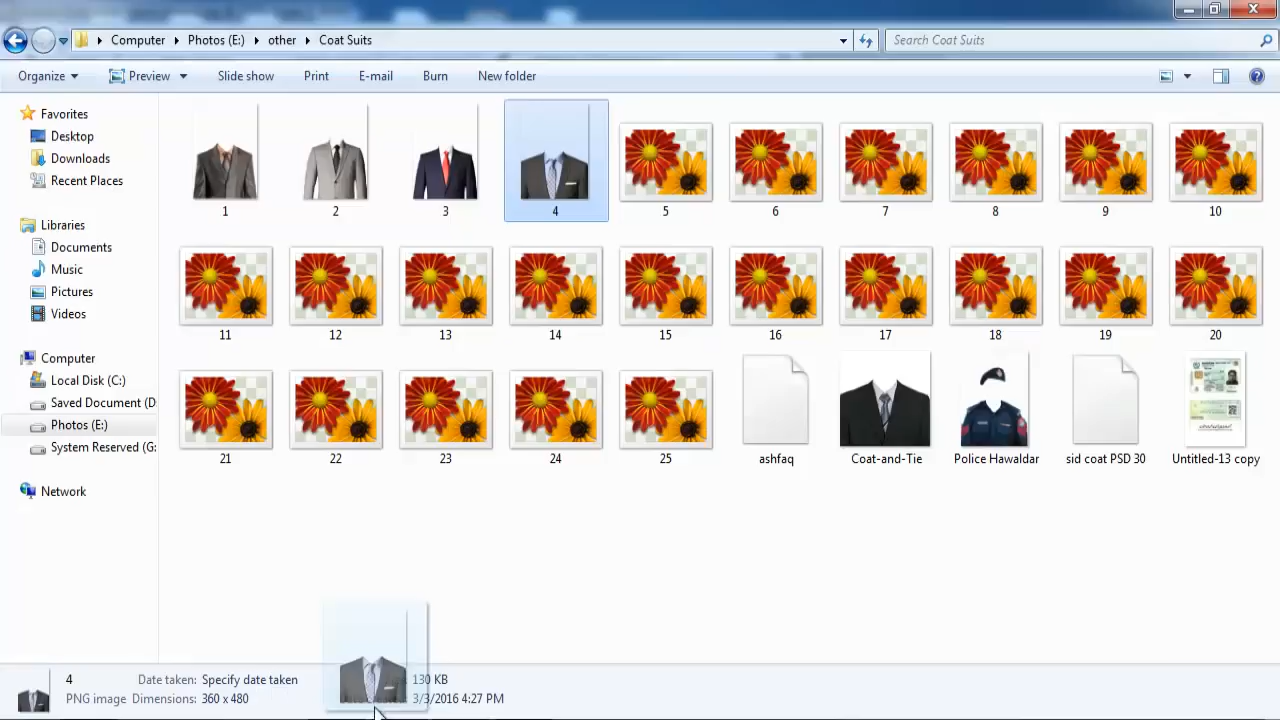 Computer Photos (E:) other Coat Suits
Search Coat Suits
Organize Preview Slide show Print E-mail Burn New folder
Favorites
Desktop
Downloads
Recent Places
Libraries
Documents
Music
Pictures
Videos
Computer
Local Disk (C:)
Saved Document (D
Photos (E:)
System Reserved (G:
Network
1 2 3 4 5 6 7 8 9 10
11 12 13 14 15 16 17 18 19 20
21 22 23 24 25 ashfaq Coat-and-Tie Police Hawaldar sid coat PSD 30 Untitled-13 copy
4 Date taken: Specify date taken 130 KB
PNG image Dimensions: 360 x 480 3/3/2016 4:27 PM